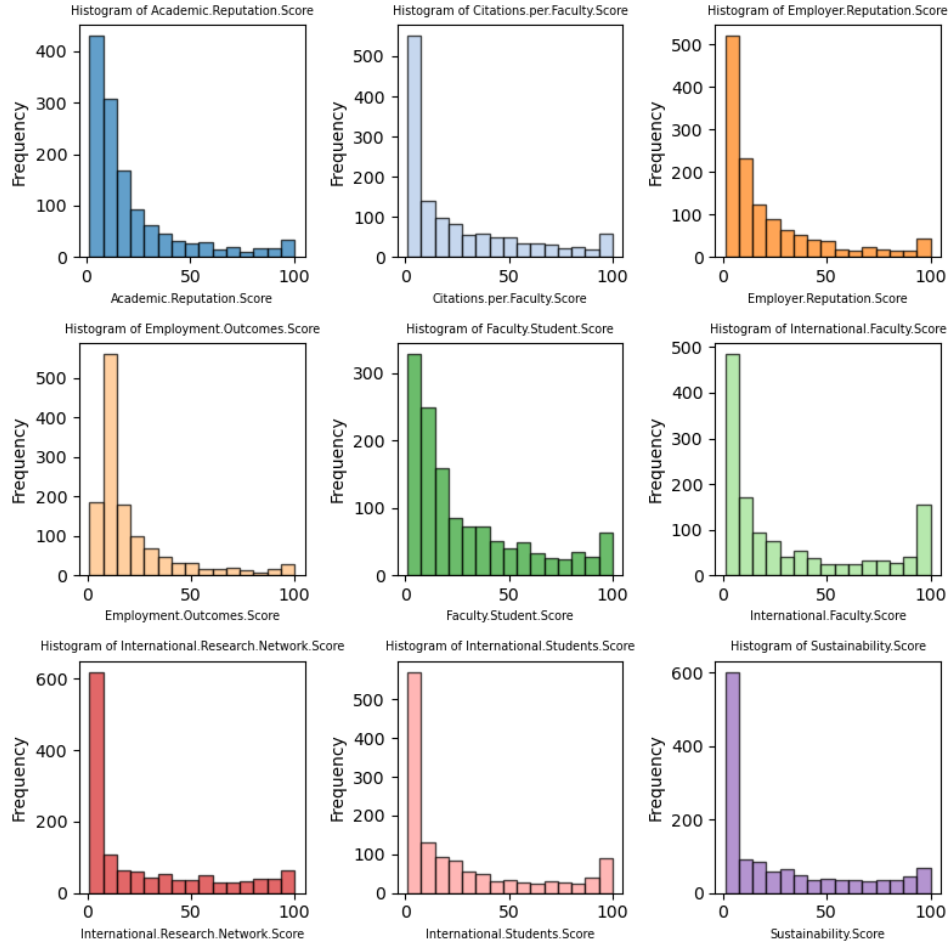 Histogram of Academic.Reputation.Score
Frequency
400
300
200
100
0
0 50 100
Academic.Reputation.Score
Histogram of Citations.per.Faculty.Score
Frequency
500
400
300
200
100
0
0 50 100
Citations.per.Faculty.Score
Histogram of Employer.Reputation.Score
Frequency
500
400
300
200
100
0
0 50 100
Employer.Reputation.Score
Histogram of Employment.Outcomes.Score
Frequency
500
400
300
200
100
0
0 50 100
Employment.Outcomes.Score
Histogram of Faculty.Student.Score
Frequency
300
200
100
0
0 50 100
Faculty.Student.Score
Histogram of International.Faculty.Score
Frequency
500
400
300
200
100
0
0 50 100
International.Faculty.Score
Histogram of International.Research.Network.Score
Frequency
600
400
200
0
0 50 100
International.Research.Network.Score
Histogram of International.Students.Score
Frequency
500
400
300
200
100
0
0 50 100
International.Students.Score
Histogram of Sustainability.Score
Frequency
600
400
200
0
0 50 100
Sustainability.Score